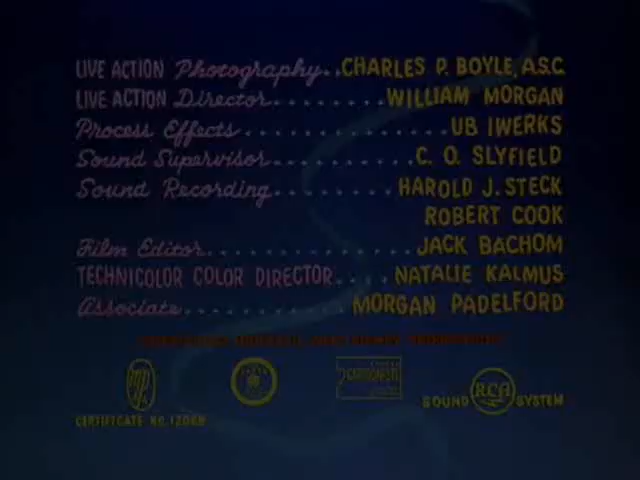 LIVE ACTION Photography..CHARLES P. BOYLE, A.S.C.
LIVE ACTION Director........WILLIAM MORGAN
Process Effects..............UB IWERKS
Sound Supervisor...........C. O. SLYFIELD
Sound Recording.........HAROLD J. STECK
ROBERT COOK
Film Editor................JACK BACHOM
TECHNICOLOR COLOR DIRECTOR....NATALIE KALMUS
Associate............MORGAN PADELFORD
RCA
SOUND SYSTEM
CERTIFICATE NO.